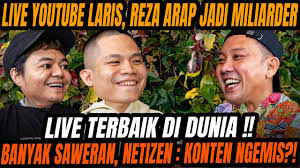 LIVE YOUTUBE LARIS, REZA ARAP JADI MILIARDER
LIVE TERBAIK DI DUNIA !!
BANYAK SAWERAN, NETIZEN : KONTEN NGEMIS?!